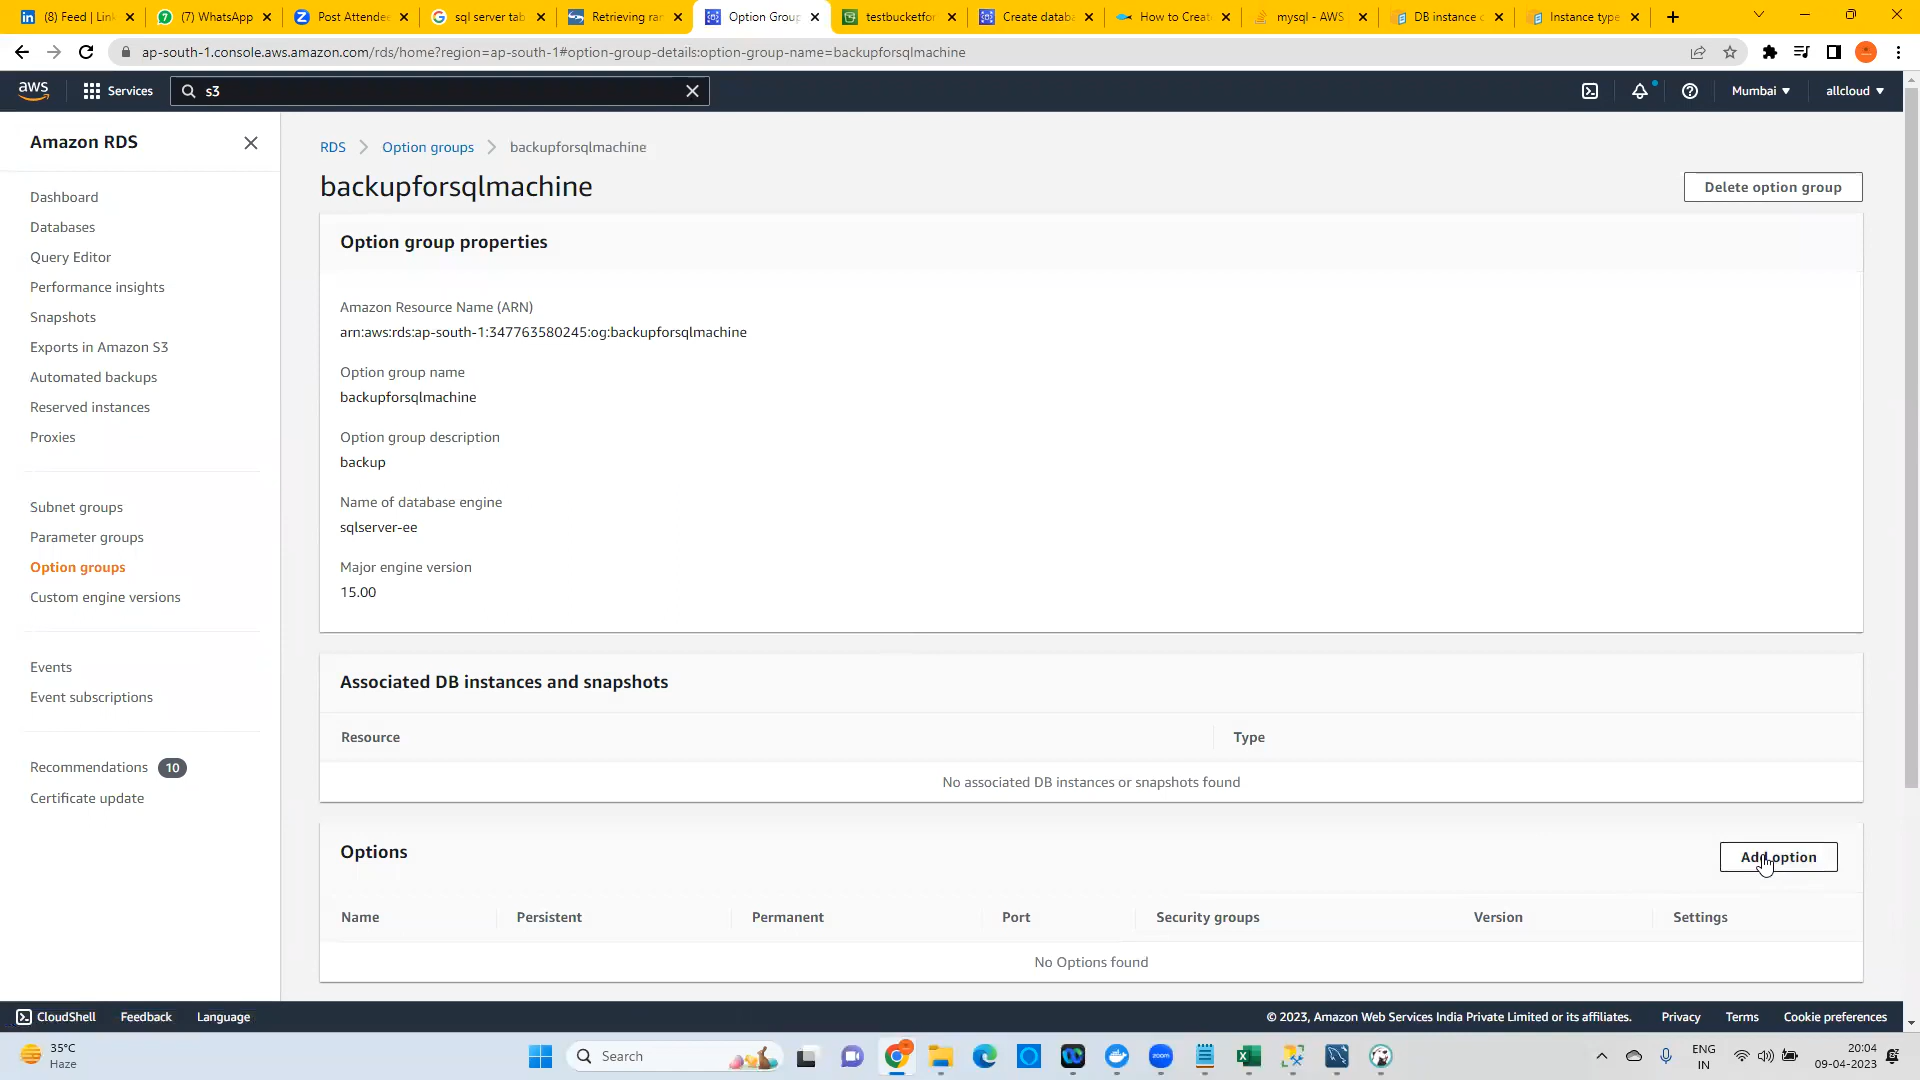 (8) Feed | Link
(7) WhatsApp
Post Attende
sql server tab
Retrieving ra
Option Grou
testbucketfor
Create datab
How to Creat
mysql - AWS
DB instance c
Instance type
ap-south-1.console.aws.amazon.com/rds/home?region=ap-south-1#option-group-details:option-group-name=backupforsqlmachine
aws
Services
s3
Mumbai
allcloud
Amazon RDS
Dashboard
Databases
Query Editor
Performance insights
Snapshots
Exports in Amazon S3
Automated backups
Reserved instances
Proxies
Subnet groups
Parameter groups
Option groups
Custom engine versions
Events
Event subscriptions
Recommendations 10
Certificate update
RDS
Option groups
backupforsqlmachine
backupforsqlmachine
Delete option group
Option group properties
Amazon Resource Name (ARN)
arn:aws:rds:ap-south-1:347763580245:og:backupforsqlmachine
Option group name
backupforsqlmachine
Option group description
backup
Name of database engine
sqlserver-ee
Major engine version
15.00
Associated DB instances and snapshots
Resource Type
No associated DB instances or snapshots found
Options
Add option
Name Persistent Permanent Port Security groups Version Settings
No Options found
CloudShell Feedback Language
© 2023, Amazon Web Services India Private Limited or its affiliates. Privacy Terms Cookie preferences
35°C
Haze
Search
zoom
ENG
IN
20:04
09-04-2023